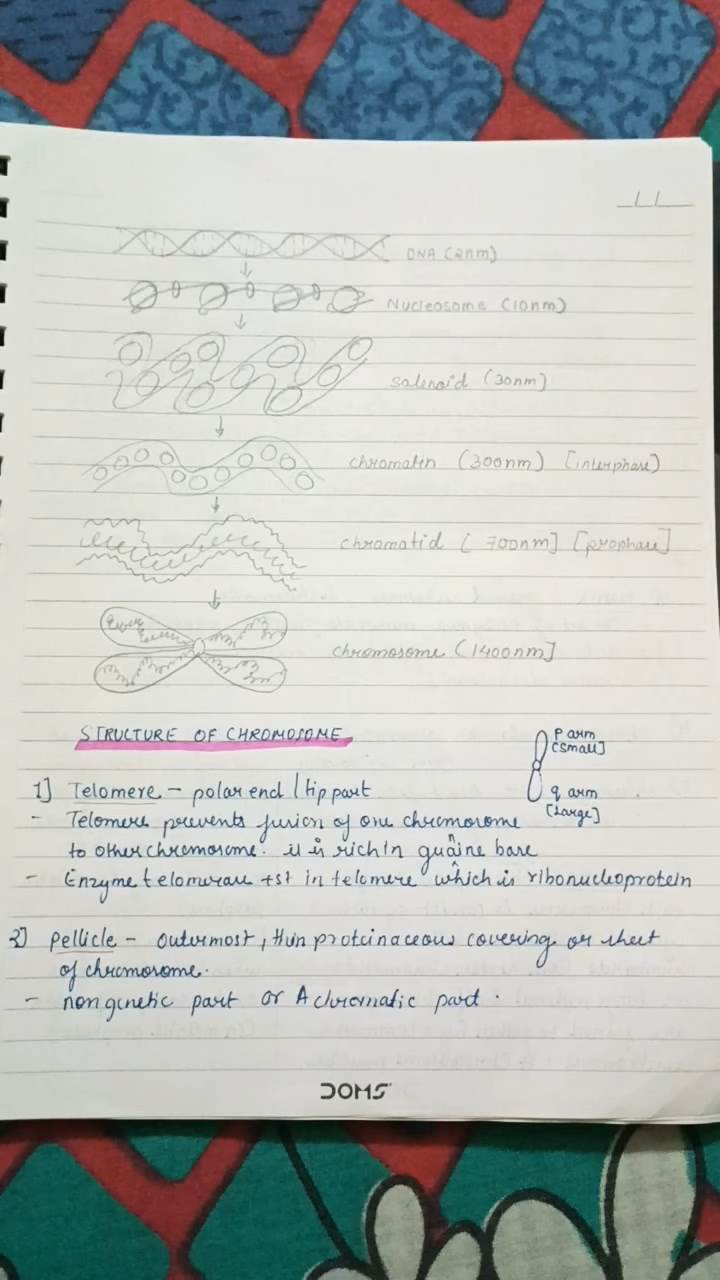 DNA (2nm)
Nucleosome (10nm)
Salenoid (30nm]
chromatin (300nm) [interphase)
chromatid [ 700nm] [prophase]
chromosome (1400nm]
STRUCTURE OF CHROMOSOME
P arm
[Small]
q arm
[Large]
1] Telomere - polar end / tip part
- Telomere prevents fusion of one chromosome
to other chromosome. it is rich in guanine base
- Enzyme telomerase +st in telomere which is ribonucleoprotein
2] Pellicle - outermost, thin proteinaceous covering or sheet
of chromosome.
- non genetic part or Achromatic part.
DOMS